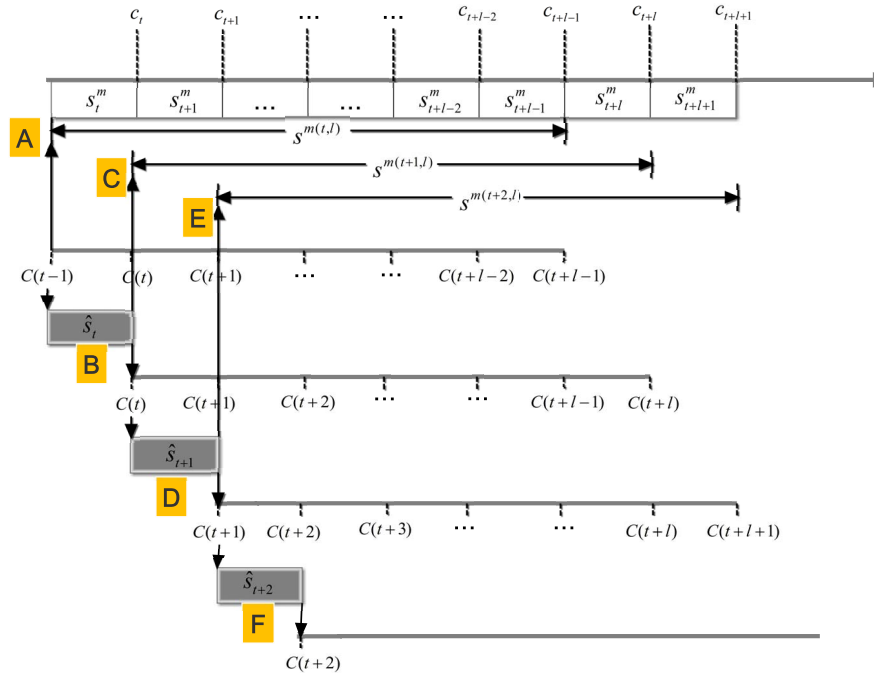 c_t c_{t+1} ... ... c_{t+l-2} c_{t+l-1} c_{t+l} c_{t+l+1}
s_t^m s_{t+1}^m ... ... s_{t+l-2}^m s_{t+l-1}^m s_{t+l}^m s_{t+l+1}^m
A s^{m(t,l)}
C s^{m(t+1,l)}
E s^{m(t+2,l)}
C(t−1) C(t) C(t+1) ... ... C(t+l−2) C(t+l−1)
ŝ_t
B
C(t) C(t+1) C(t+2) ... ... C(t+l−1) C(t+l)
ŝ_{t+1}
D
C(t+1) C(t+2) C(t+3) ... ... C(t+l) C(t+l+1)
ŝ_{t+2}
F
C(t+2)